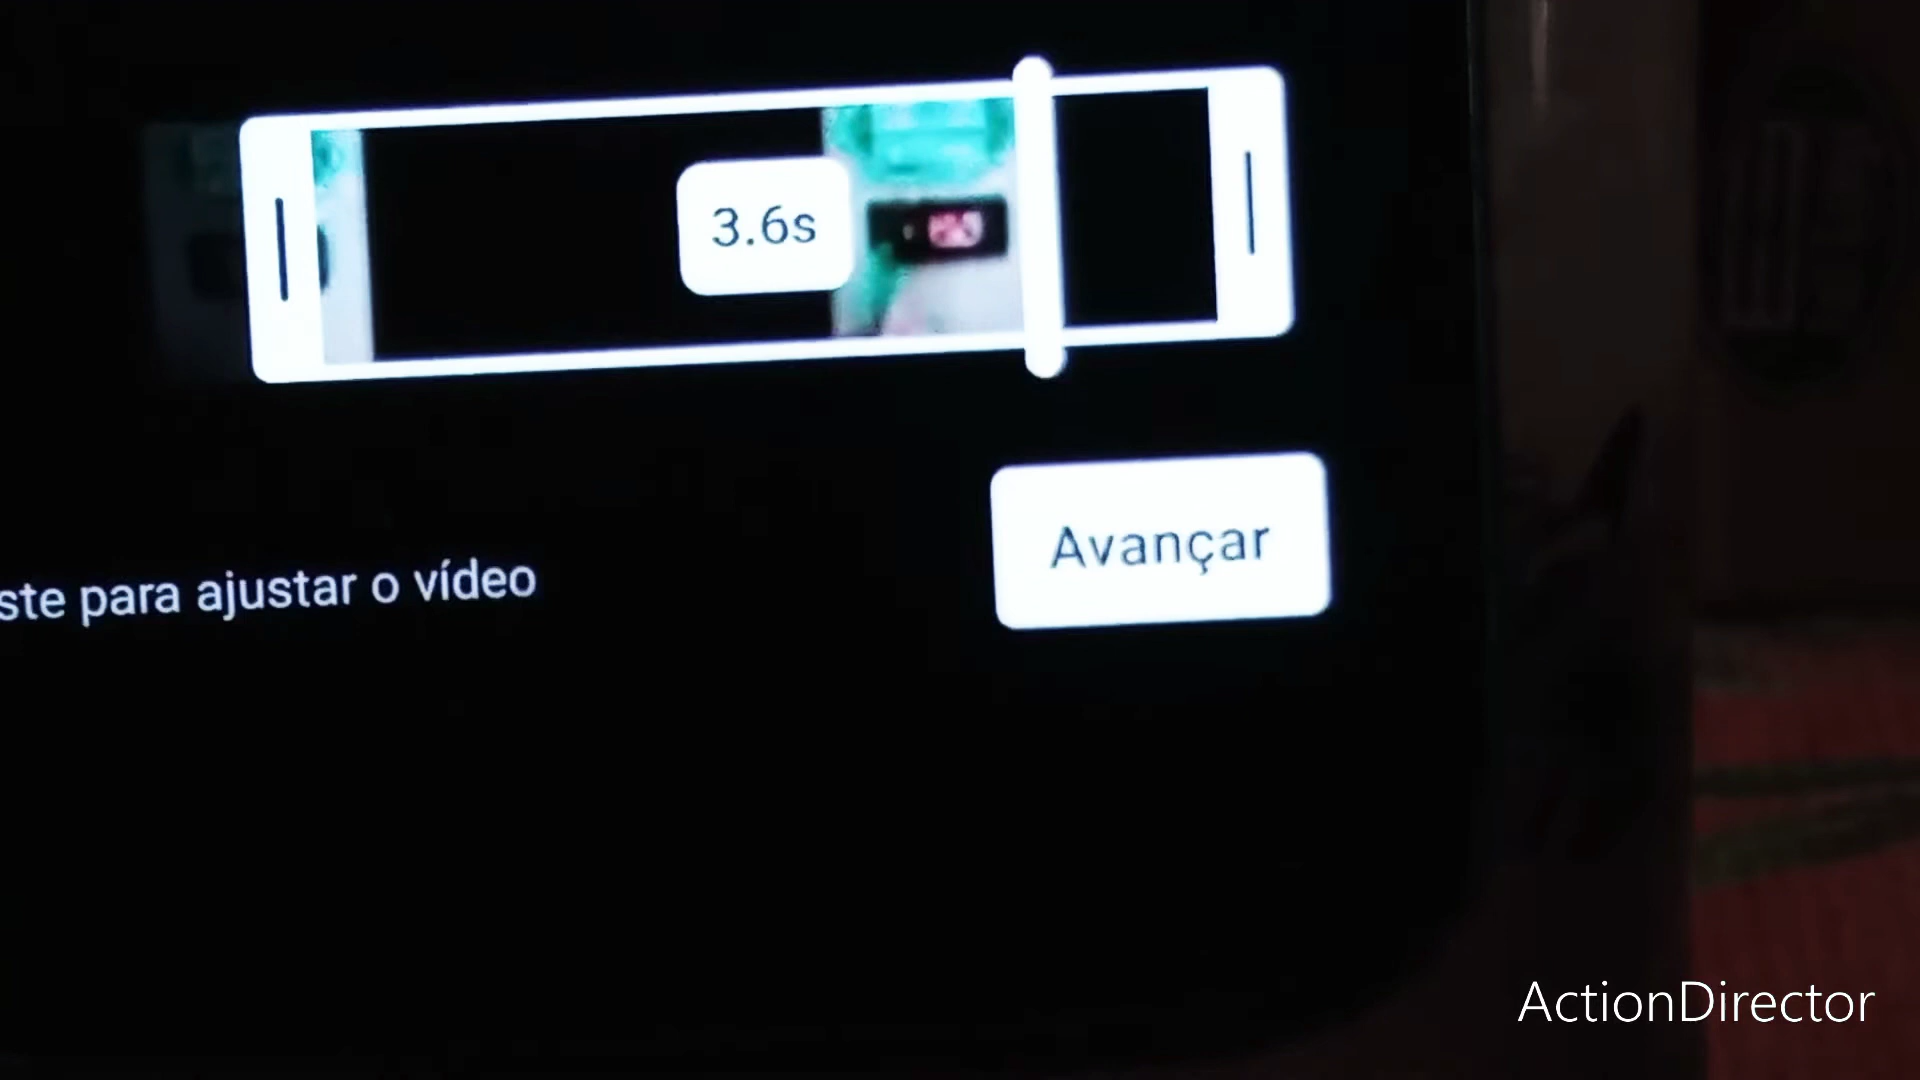 3.6s
Avançar
ste para ajustar o vídeo
ActionDirector